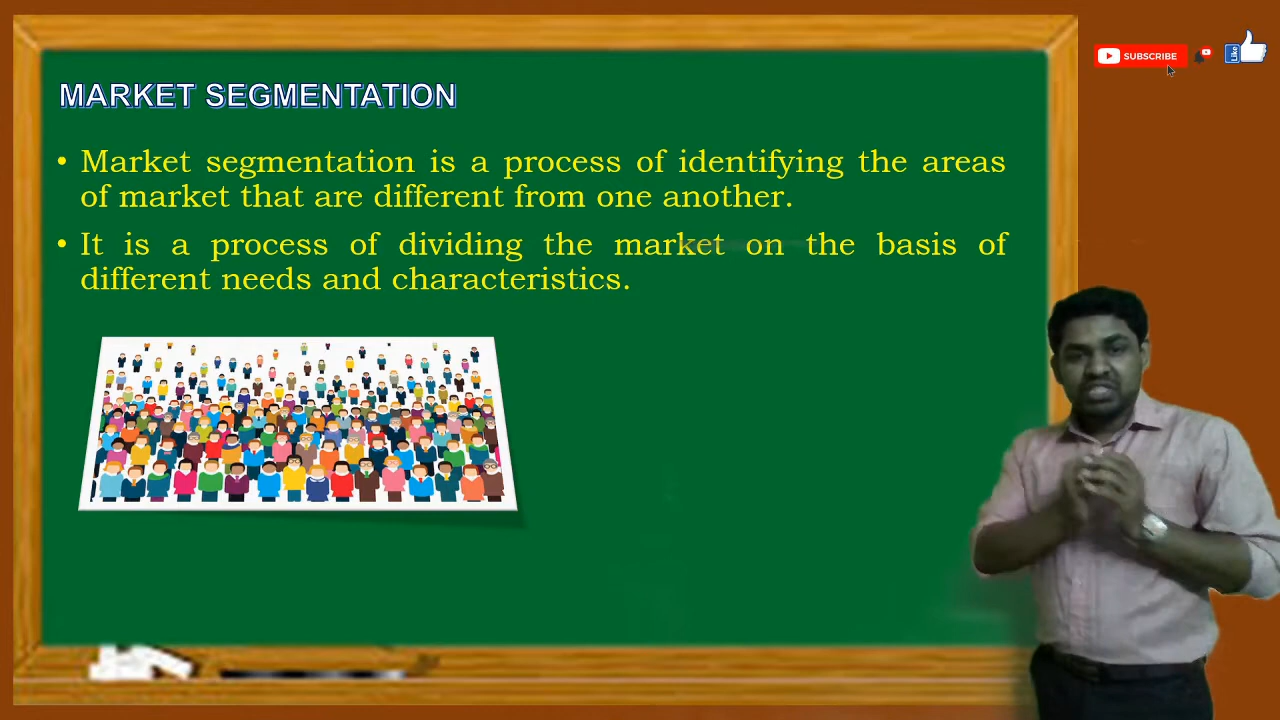 MARKET SEGMENTATION
• Market segmentation is a process of identifying the areas
of market that are different from one another.
• It is a process of dividing the market on the basis of
different needs and characteristics.
SUBSCRIBE
Like